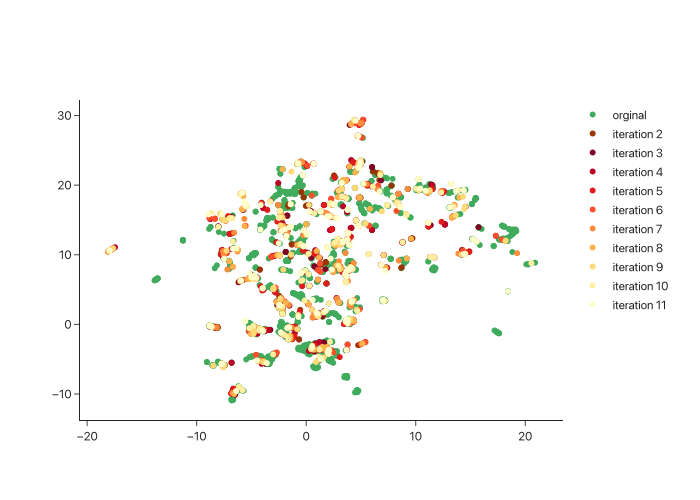 30
20
10
0
−10
−20
−10
0
10
20
orginal
iteration 2
iteration 3
iteration 4
iteration 5
iteration 6
iteration 7
iteration 8
iteration 9
iteration 10
iteration 11